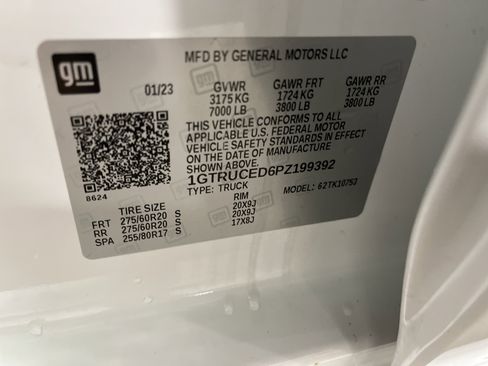 gm
MFD BY GENERAL MOTORS LLC
01/23 GVWR GAWR FRT GAWR RR
3175 KG 1724 KG 1724 KG
7000 LB 3800 LB 3800 LB
THIS VEHICLE CONFORMS TO ALL
APPLICABLE U.S. FEDERAL MOTOR
VEHICLE SAFETY STANDARDS IN EFFECT
ON THE DATE OF MANUFACTURE
SHOWN ABOVE.
1GTRUCED6PZ199392
8624
TYPE: TRUCK MODEL: 62TK10753
TIRE SIZE RIM
FRT 275/60R20 S 20X9J
RR 275/60R20 S 20X9J
SPA 255/80R17 S 17X8J